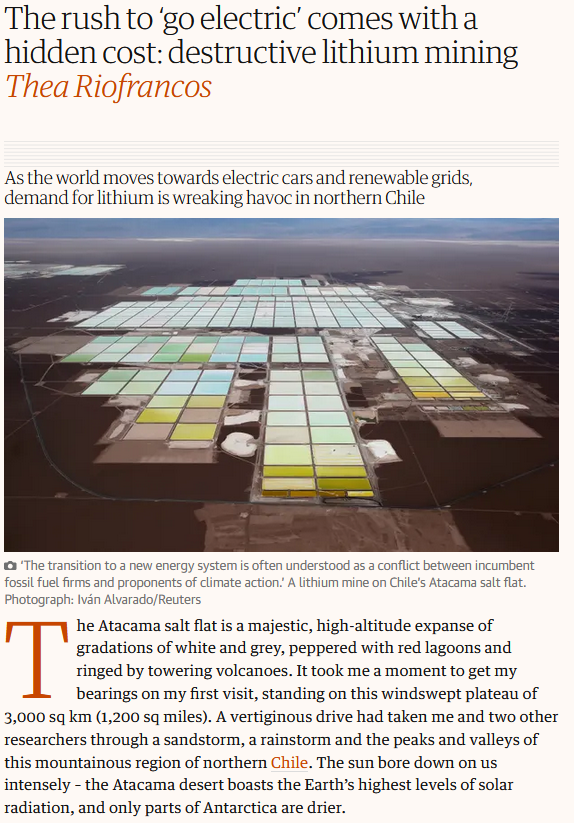 The rush to ‘go electric’ comes with a
hidden cost: destructive lithium mining
Thea Riofrancos
As the world moves towards electric cars and renewable grids,
demand for lithium is wreaking havoc in northern Chile
‘The transition to a new energy system is often understood as a conflict between incumbent
fossil fuel firms and proponents of climate action.’ A lithium mine on Chile’s Atacama salt flat.
Photograph: Iván Alvarado/Reuters
The Atacama salt flat is a majestic, high-altitude expanse of
gradations of white and grey, peppered with red lagoons and
ringed by towering volcanoes. It took me a moment to get my
bearings on my first visit, standing on this windswept plateau of
3,000 sq km (1,200 sq miles). A vertiginous drive had taken me and two other
researchers through a sandstorm, a rainstorm and the peaks and valleys of
this mountainous region of northern Chile. The sun bore down on us
intensely – the Atacama desert boasts the Earth’s highest levels of solar
radiation, and only parts of Antarctica are drier.